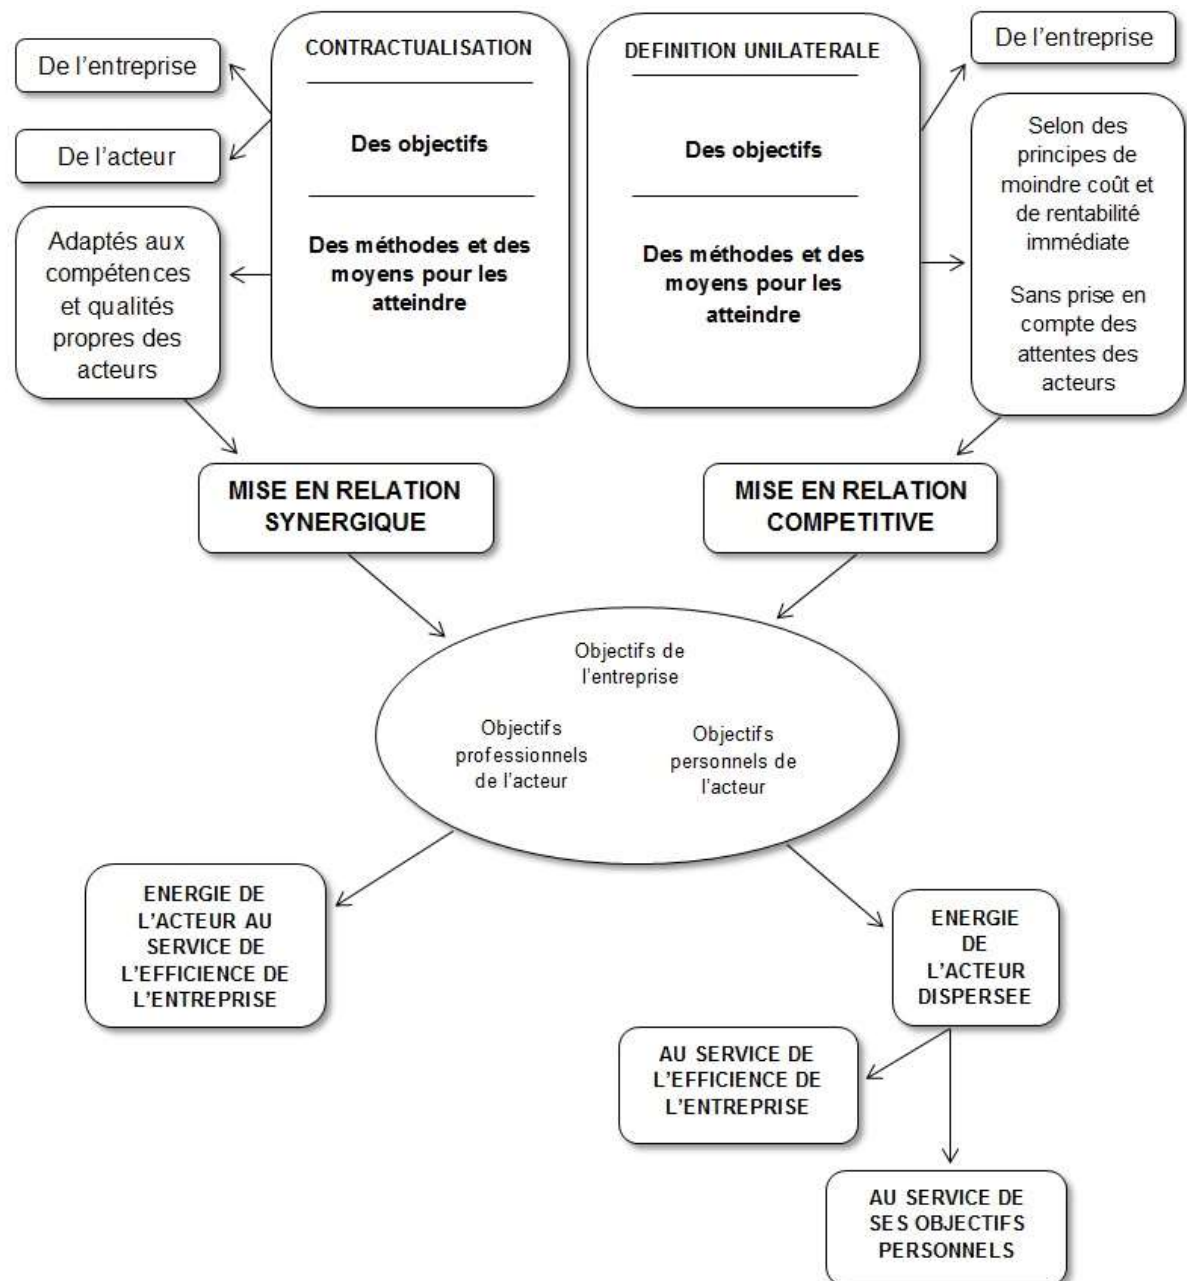 De l'entreprise
De l'acteur
Adaptés aux
compétences
et qualités
propres des
acteurs
CONTRACTUALISATION
Des objectifs
Des méthodes et des
moyens pour les
atteindre
DEFINITION UNILATERALE
Des objectifs
Des méthodes et des
moyens pour les
atteindre
De l'entreprise
Selon des
principes de
moindre coût et
de rentabilité
immédiate
Sans prise en
compte des
attentes des
acteurs
MISE EN RELATION
SYNERGIQUE
MISE EN RELATION
COMPETITIVE
Objectifs de
l'entreprise
Objectifs
professionnels
de l'acteur
Objectifs
personnels de
l'acteur
ENERGIE DE
L'ACTEUR AU
SERVICE DE
L'EFFICIENCE DE
L'ENTREPRISE
ENERGIE
DE
L'ACTEUR
DISPERSEE
AU SERVICE DE
L'EFFICIENCE DE
L'ENTREPRISE
AU SERVICE DE
SES OBJECTIFS
PERSONNELS